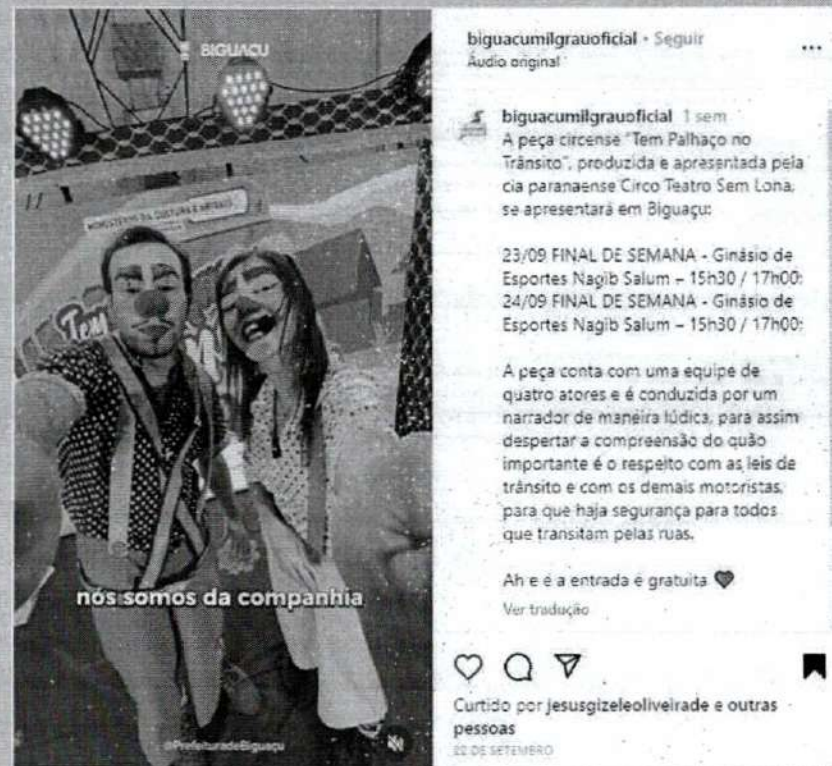 BIGUAÇU
MINISTÉRIO DA CULTURA E
Tem
nós somos da companhia
@PrefeituradeBiguaçu
biguacumilgrauoficial • Seguir
Áudio original
biguacumilgrauoficial 1 sem
A peça circense "Tem Palhaço no
Trânsito", produzida e apresentada pela
cia paranaense Circo Teatro Sem Lona,
se apresentará em Biguaçu:
23/09 FINAL DE SEMANA - Ginásio de
Esportes Nagib Salum – 15h30 / 17h00;
24/09 FINAL DE SEMANA - Ginásio de
Esportes Nagib Salum – 15h30 / 17h00;
A peça conta com uma equipe de
quatro atores e é conduzida por um
narrador de maneira lúdica, para assim
despertar a compreensão do quão
importante é o respeito com as leis de
trânsito e com os demais motoristas,
para que haja segurança para todos
que transitam pelas ruas.
Ah e é a entrada é gratuita 🖤
Ver tradução
Curtido por jesusgizeleoliveirade e outras
pessoas
22 DE SETEMBRO